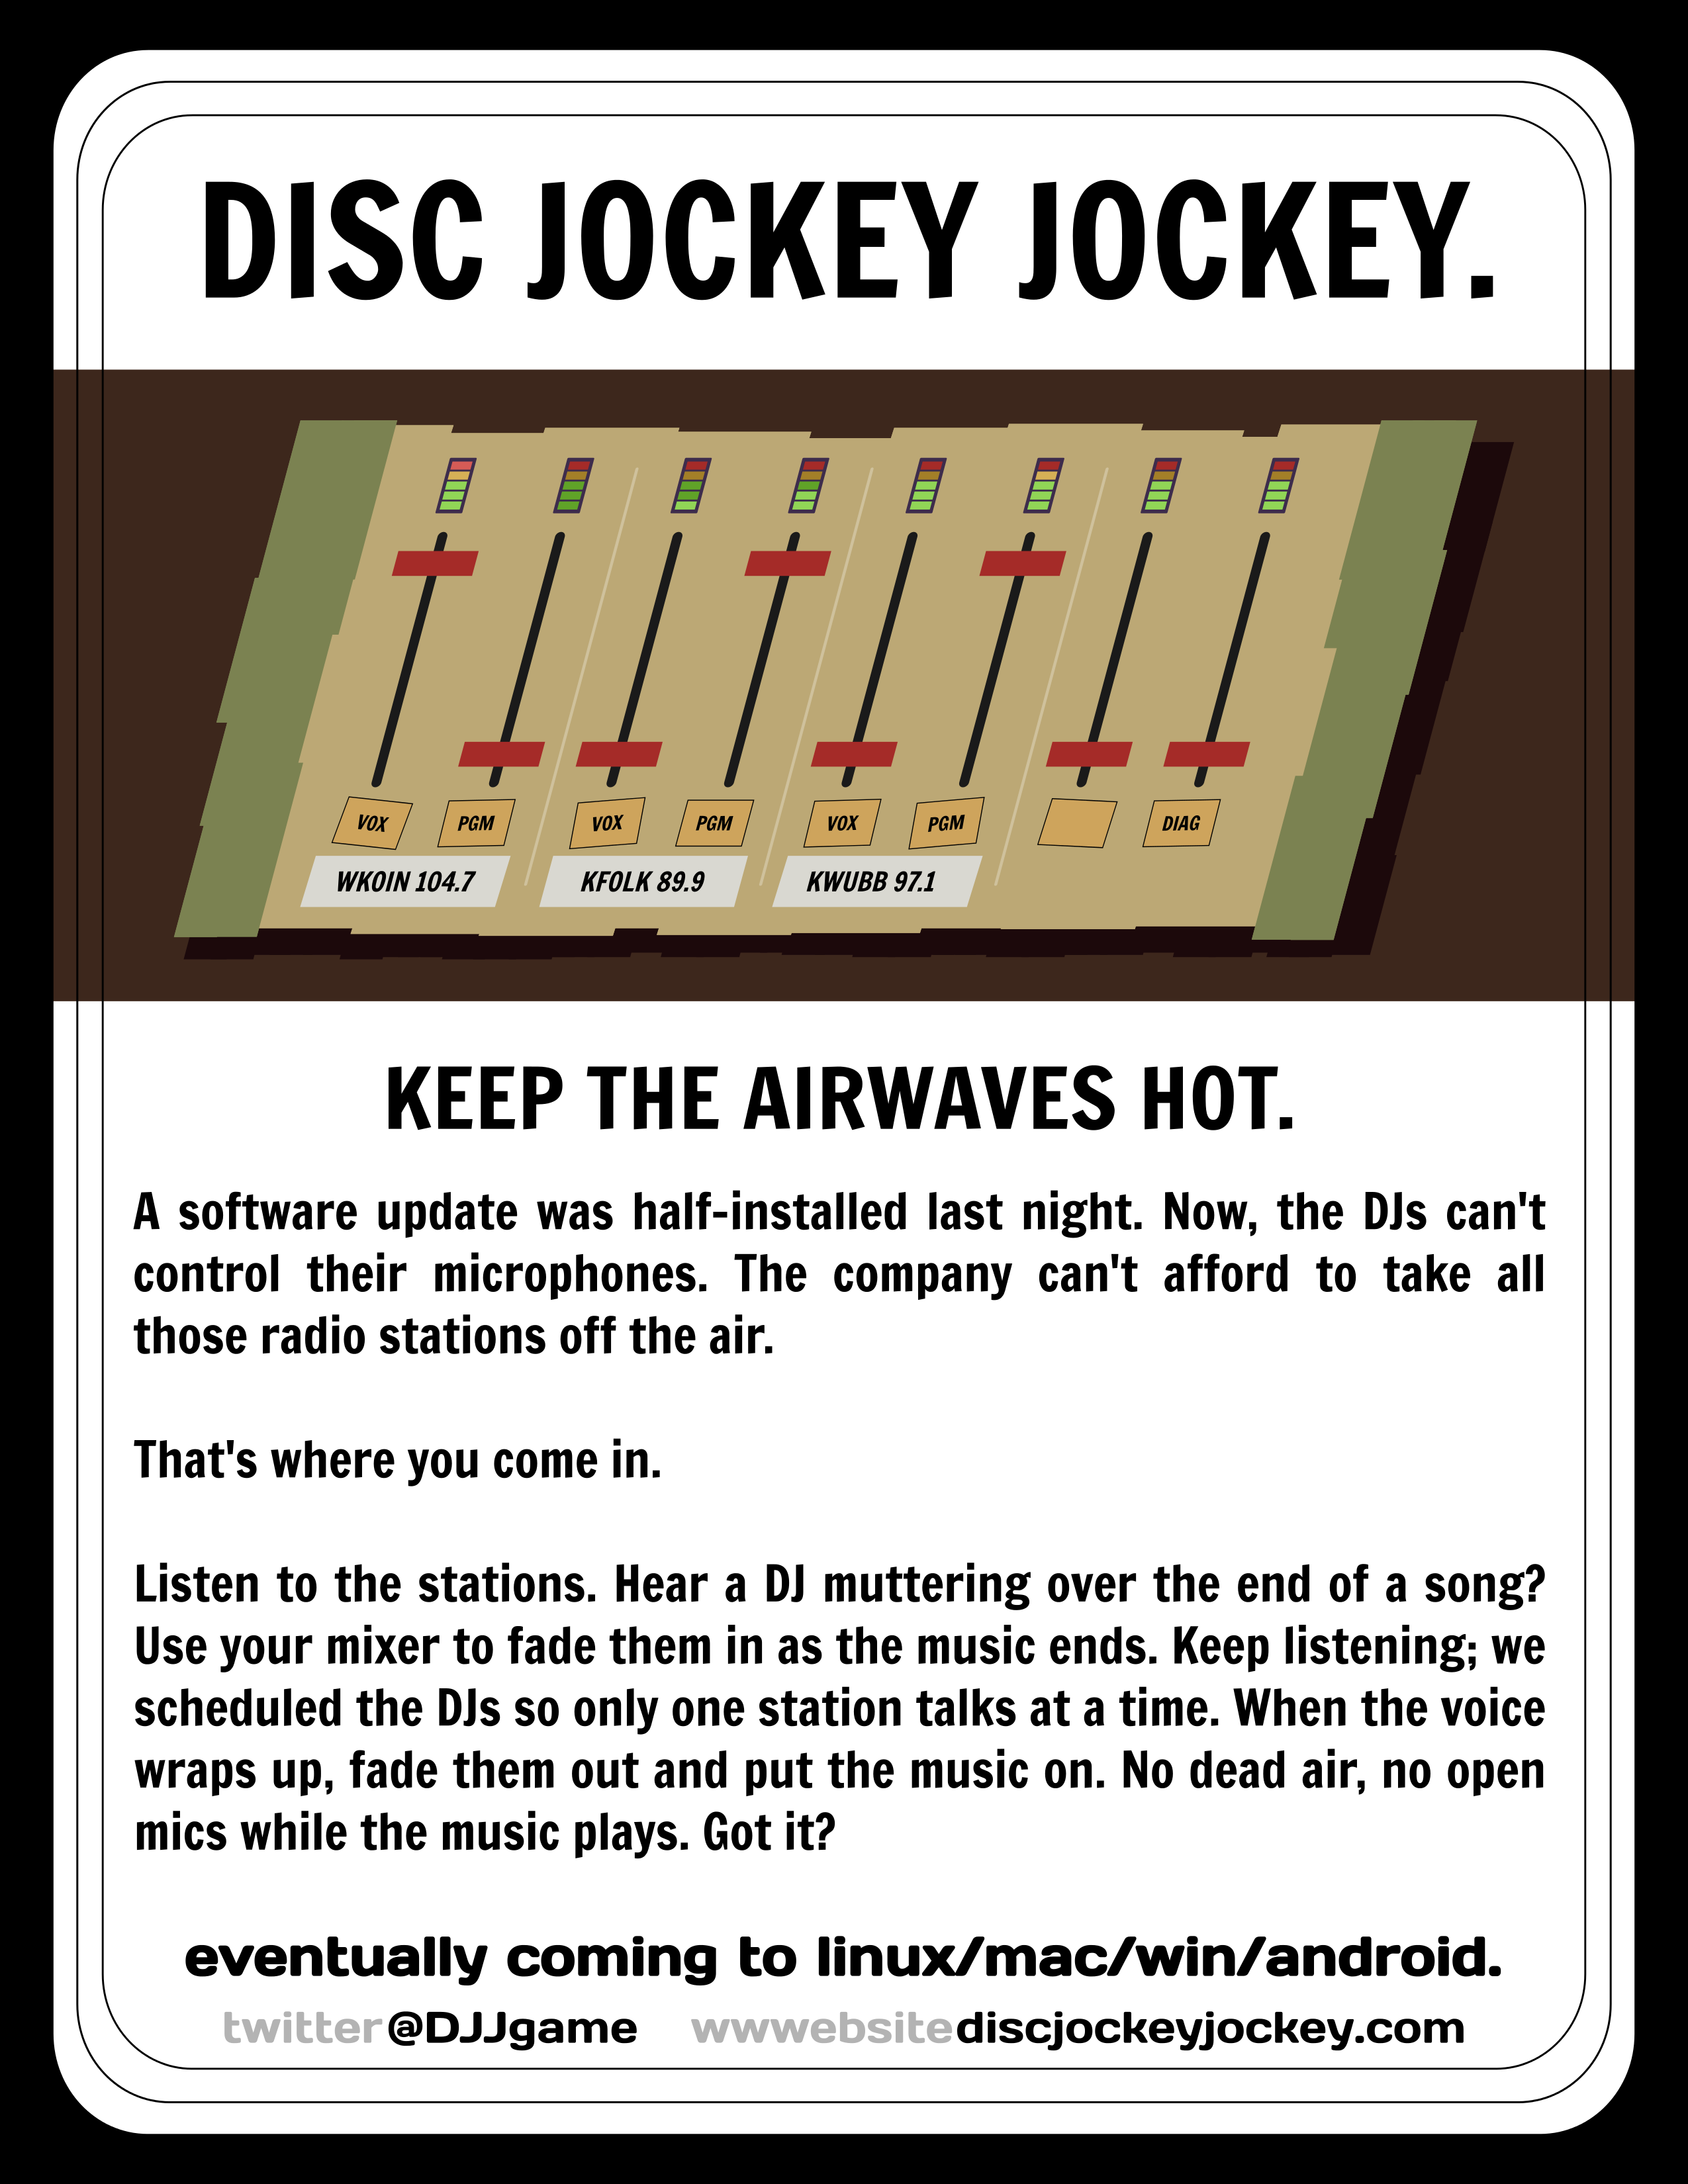 DISC JOCKEY JOCKEY.
VOX PGM VOX PGM VOX PGM DIAG
WKOIN 104.7 KFOLK 89.9 KWUBB 97.1
KEEP THE AIRWAVES HOT.
A software update was half-installed last night. Now, the DJs can't
control their microphones. The company can't afford to take all
those radio stations off the air.
That's where you come in.
Listen to the stations. Hear a DJ muttering over the end of a song?
Use your mixer to fade them in as the music ends. Keep listening; we
scheduled the DJs so only one station talks at a time. When the voice
wraps up, fade them out and put the music on. No dead air, no open
mics while the music plays. Got it?
eventually coming to linux/mac/win/android.
twitter@DJJgame wwwebsitediscjockeyjockey.com